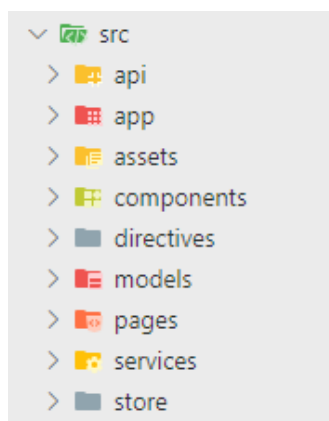 src
api
app
assets
components
directives
models
pages
services
store